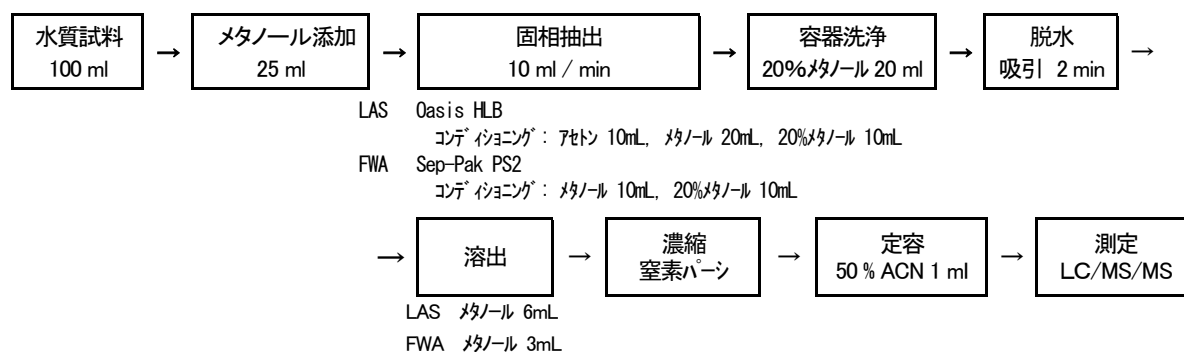 水質試料 → メタノール添加 → 固相抽出 → 容器洗浄 → 脱水 →
100 ml 25 ml 10 ml / min 20%ﾒﾀﾉｰﾙ 20 ml 吸引 2 min
LAS Oasis HLB
ｺﾝﾃﾞｨｼｮﾆﾝｸﾞ : ｱｾﾄﾝ 10mL, ﾒﾀﾉｰﾙ 20mL, 20%ﾒﾀﾉｰﾙ 10mL
FWA Sep-Pak PS2
ｺﾝﾃﾞｨｼｮﾆﾝｸﾞ : ﾒﾀﾉｰﾙ 10mL, 20%ﾒﾀﾉｰﾙ 10mL
→ 溶出 → 濃縮 → 定容 → 測定
窒素ﾊﾟｰｼﾞ 50 % ACN 1 ml LC/MS/MS
LAS ﾒﾀﾉｰﾙ 6mL
FWA ﾒﾀﾉｰﾙ 3mL